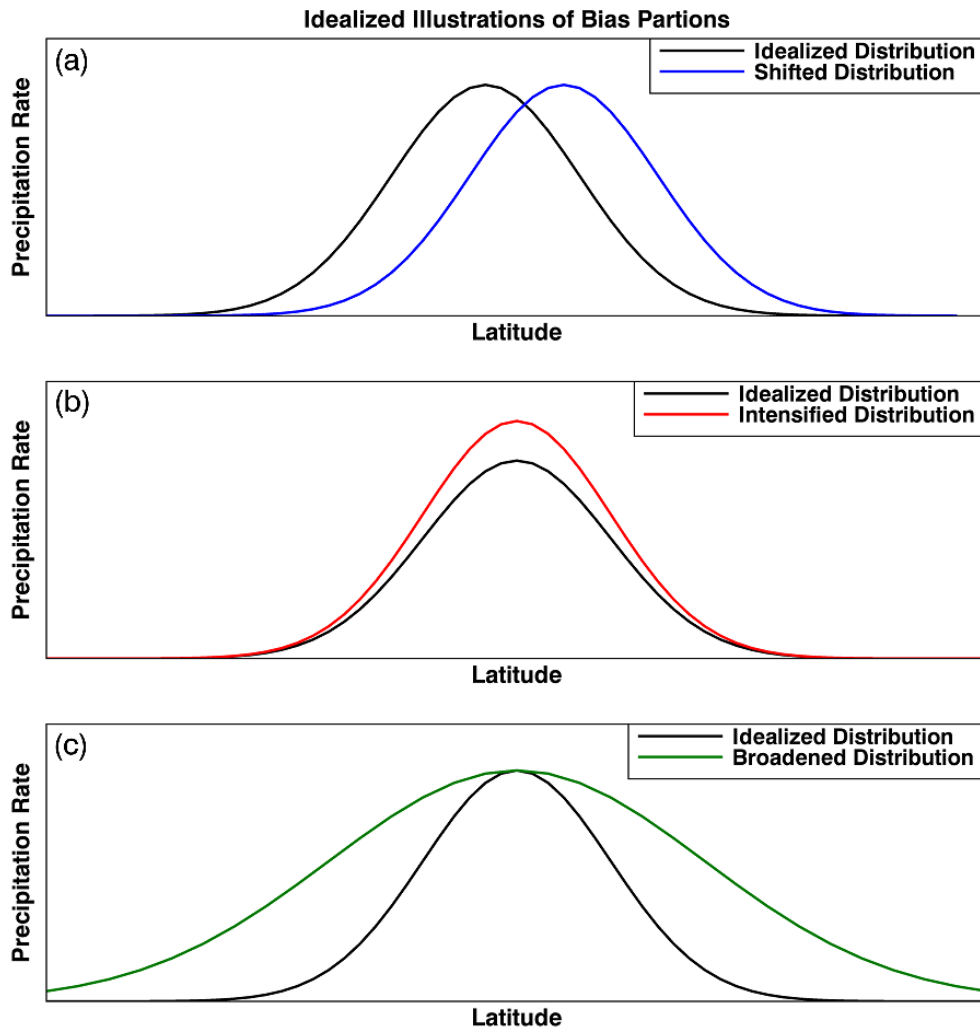 Idealized Illustrations of Bias Partions
(a)
Idealized Distribution
Shifted Distribution
Precipitation Rate
Latitude
(b)
Idealized Distribution
Intensified Distribution
Precipitation Rate
Latitude
(c)
Idealized Distribution
Broadened Distribution
Precipitation Rate
Latitude